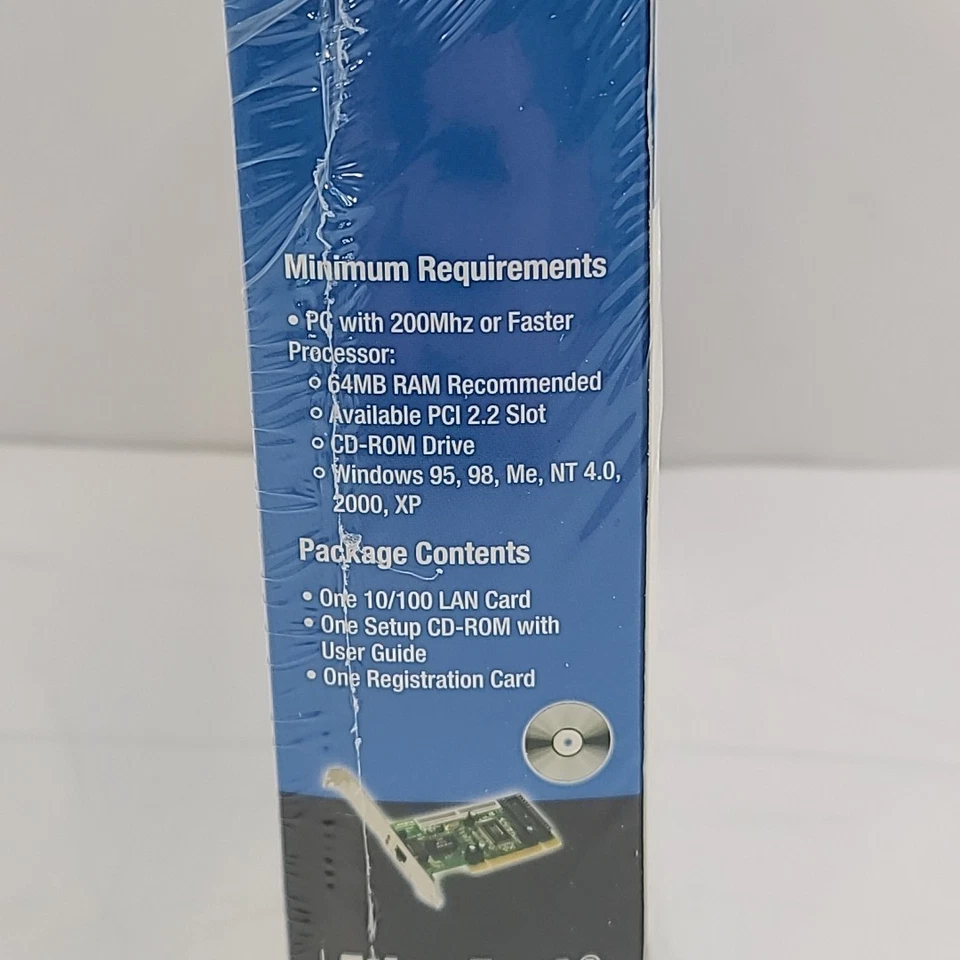 Minimum Requirements
• PC with 200Mhz or Faster
Processor:
○ 64MB RAM Recommended
○ Available PCI 2.2 Slot
○ CD-ROM Drive
○ Windows 95, 98, Me, NT 4.0,
2000, XP
Package Contents
• One 10/100 LAN Card
• One Setup CD-ROM with
User Guide
• One Registration Card